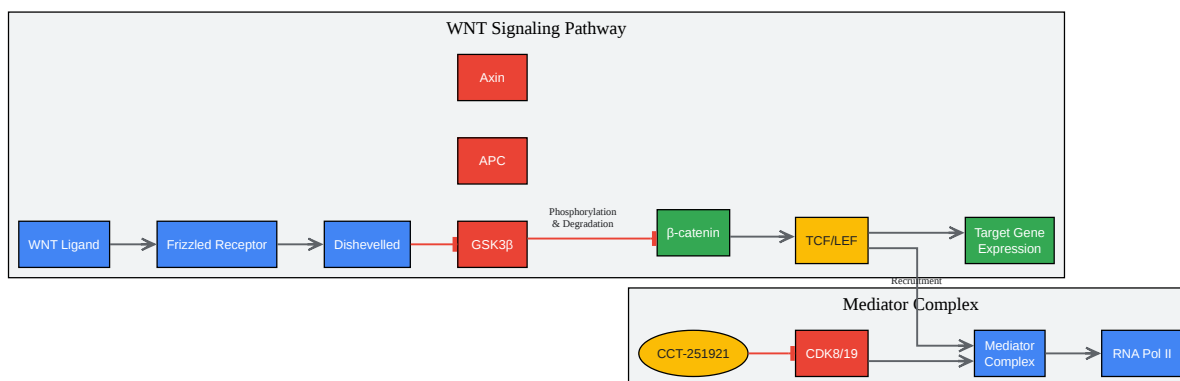 WNT Signaling Pathway
Axin
APC
Phosphorylation
& Degradation
WNT Ligand
Frizzled Receptor
Dishevelled
GSK3β
β-catenin
TCF/LEF
Target Gene
Expression
Recruitment
Mediator Complex
CCT-251921
CDK8/19
Mediator
Complex
RNA Pol II